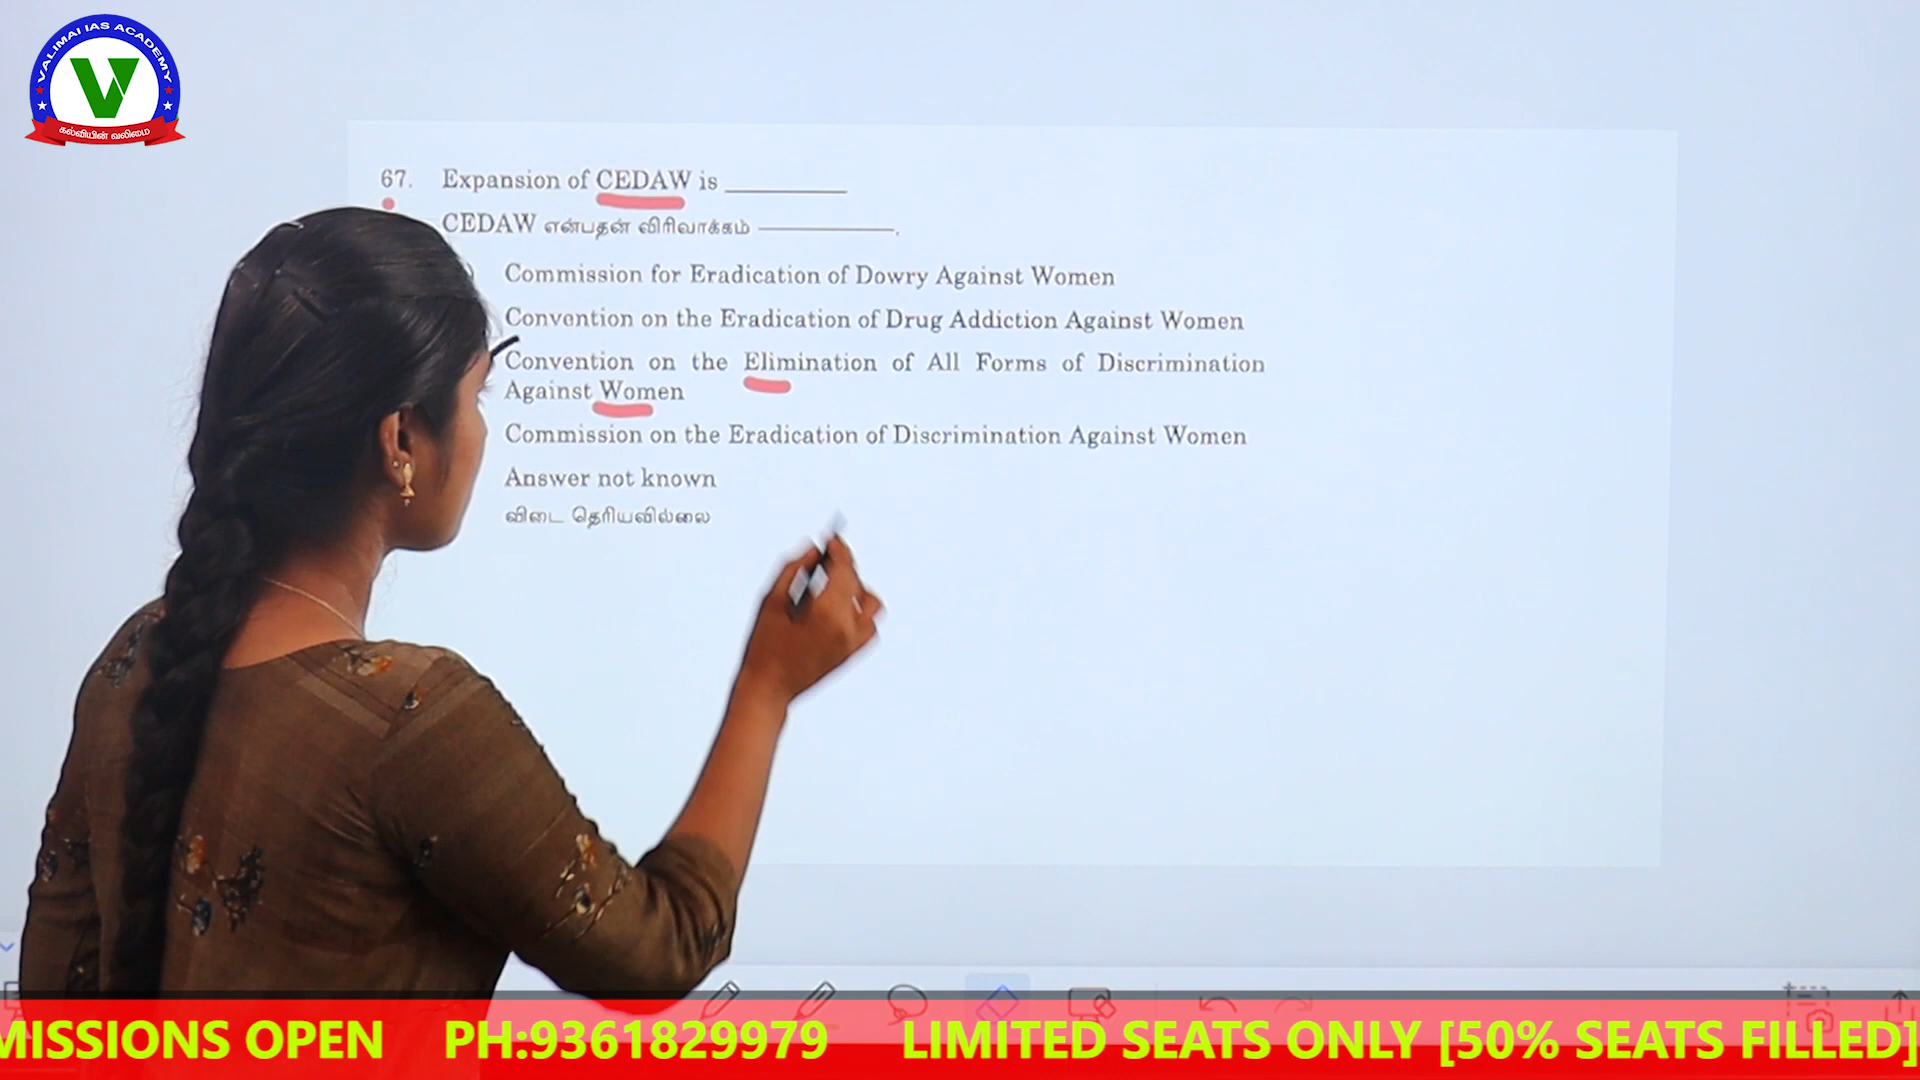 VALIMAI IAS ACADEMY
V
கல்வியின் வலிமை
67. Expansion of CEDAW is __________
CEDAW என்பதன் விரிவாக்கம் __________.
Commission for Eradication of Dowry Against Women
Convention on the Eradication of Drug Addiction Against Women
Convention on the Elimination of All Forms of Discrimination
Against Women
Commission on the Eradication of Discrimination Against Women
Answer not known
விடை தெரியவில்லை
MISSIONS OPEN PH:9361829979 LIMITED SEATS ONLY [50% SEATS FILLED]